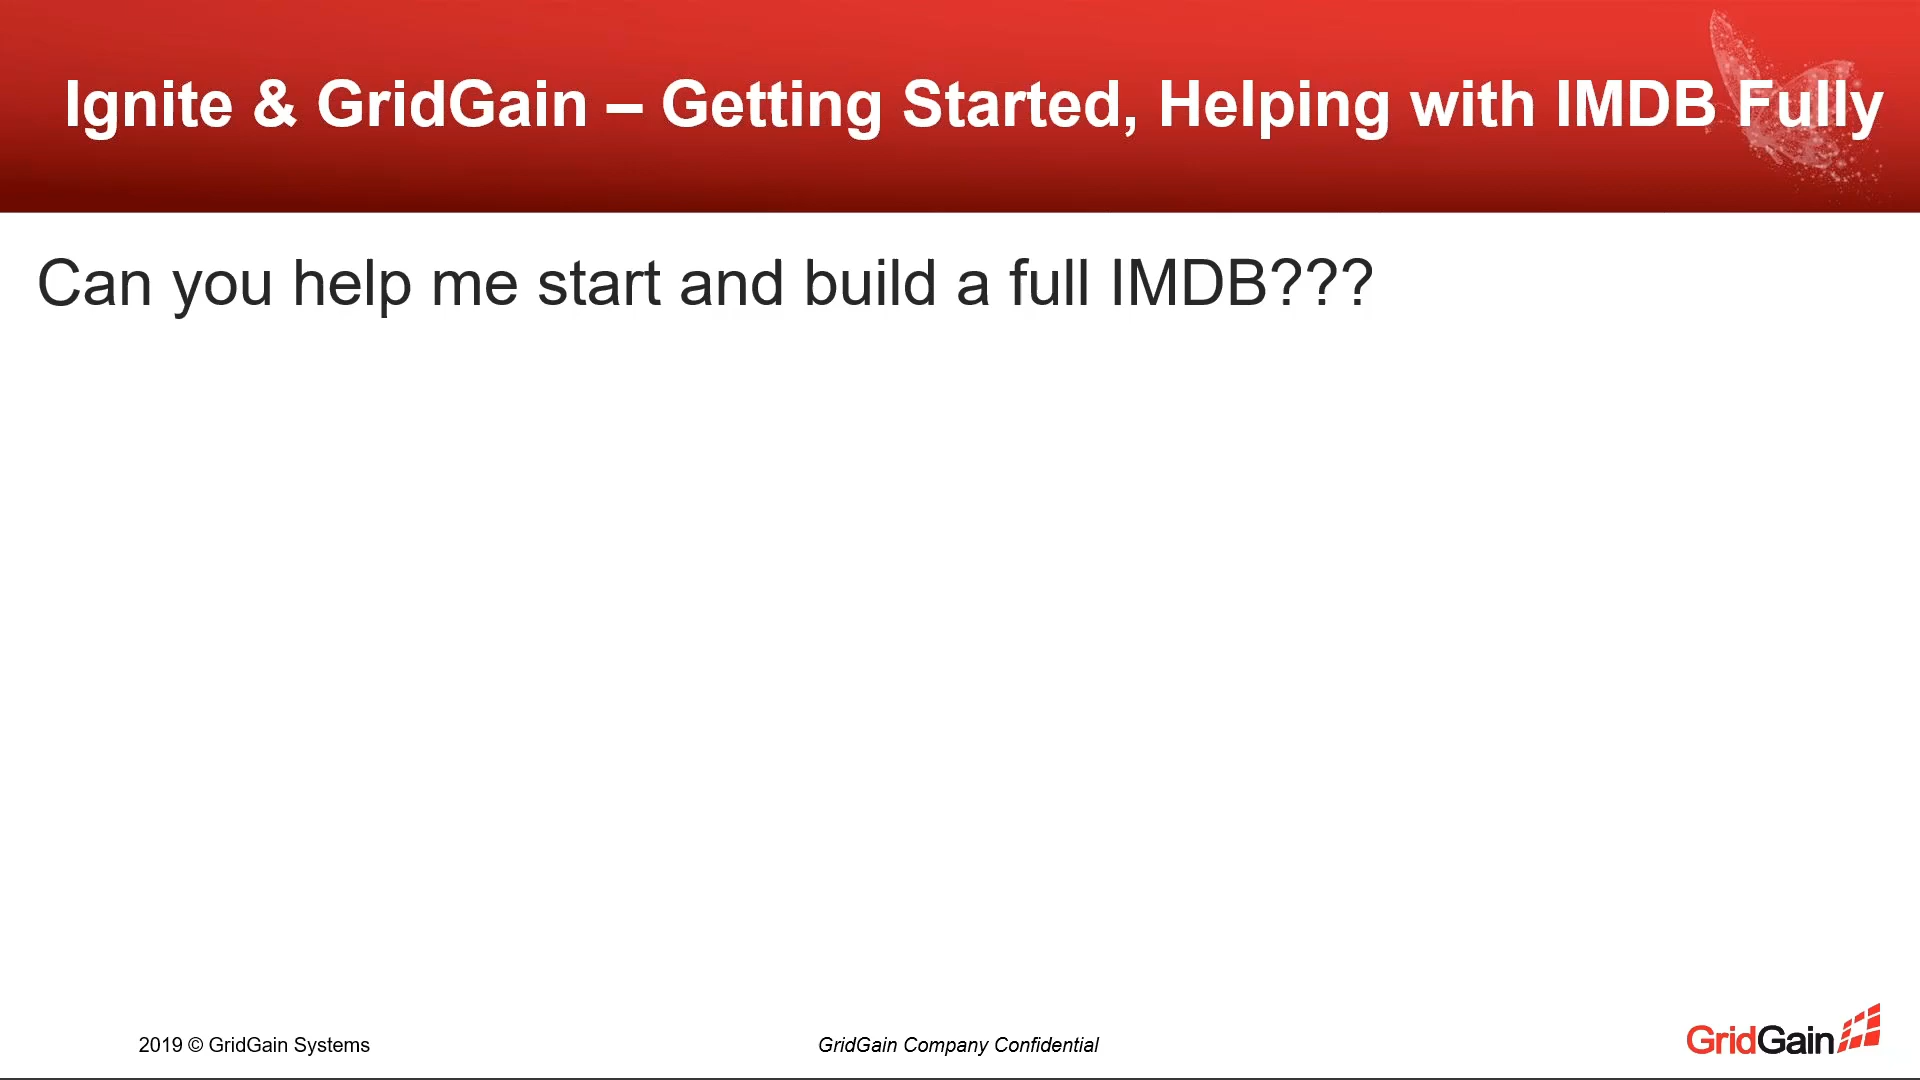 Ignite & GridGain – Getting Started, Helping with IMDB Fully
Can you help me start and build a full IMDB???
2019 © GridGain Systems
GridGain Company Confidential
GridGain